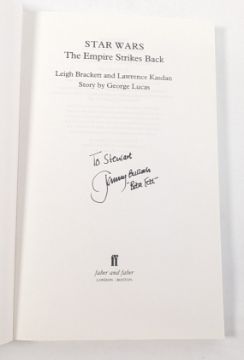 STAR WARS
The Empire Strikes Back
Leigh Brackett and Lawrence Kasdan
Story by George Lucas
To Stewart
Jeremy Bulloch
"Boba Fett"
ff
faber and faber
LONDON · BOSTON